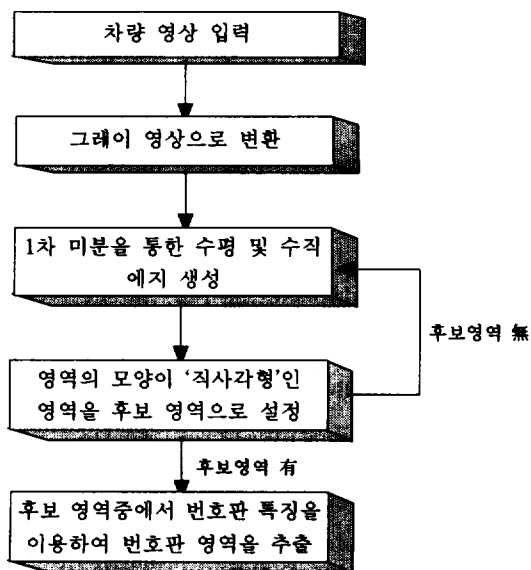 차량 영상 입력
그레이 영상으로 변환
1차 미분을 통한 수평 및 수직
에지 생성
후보영역 無
영역의 모양이 '직사각형'인
영역을 후보 영역으로 설정
후보영역 有
후보 영역중에서 번호판 특징을
이용하여 번호판 영역을 추출